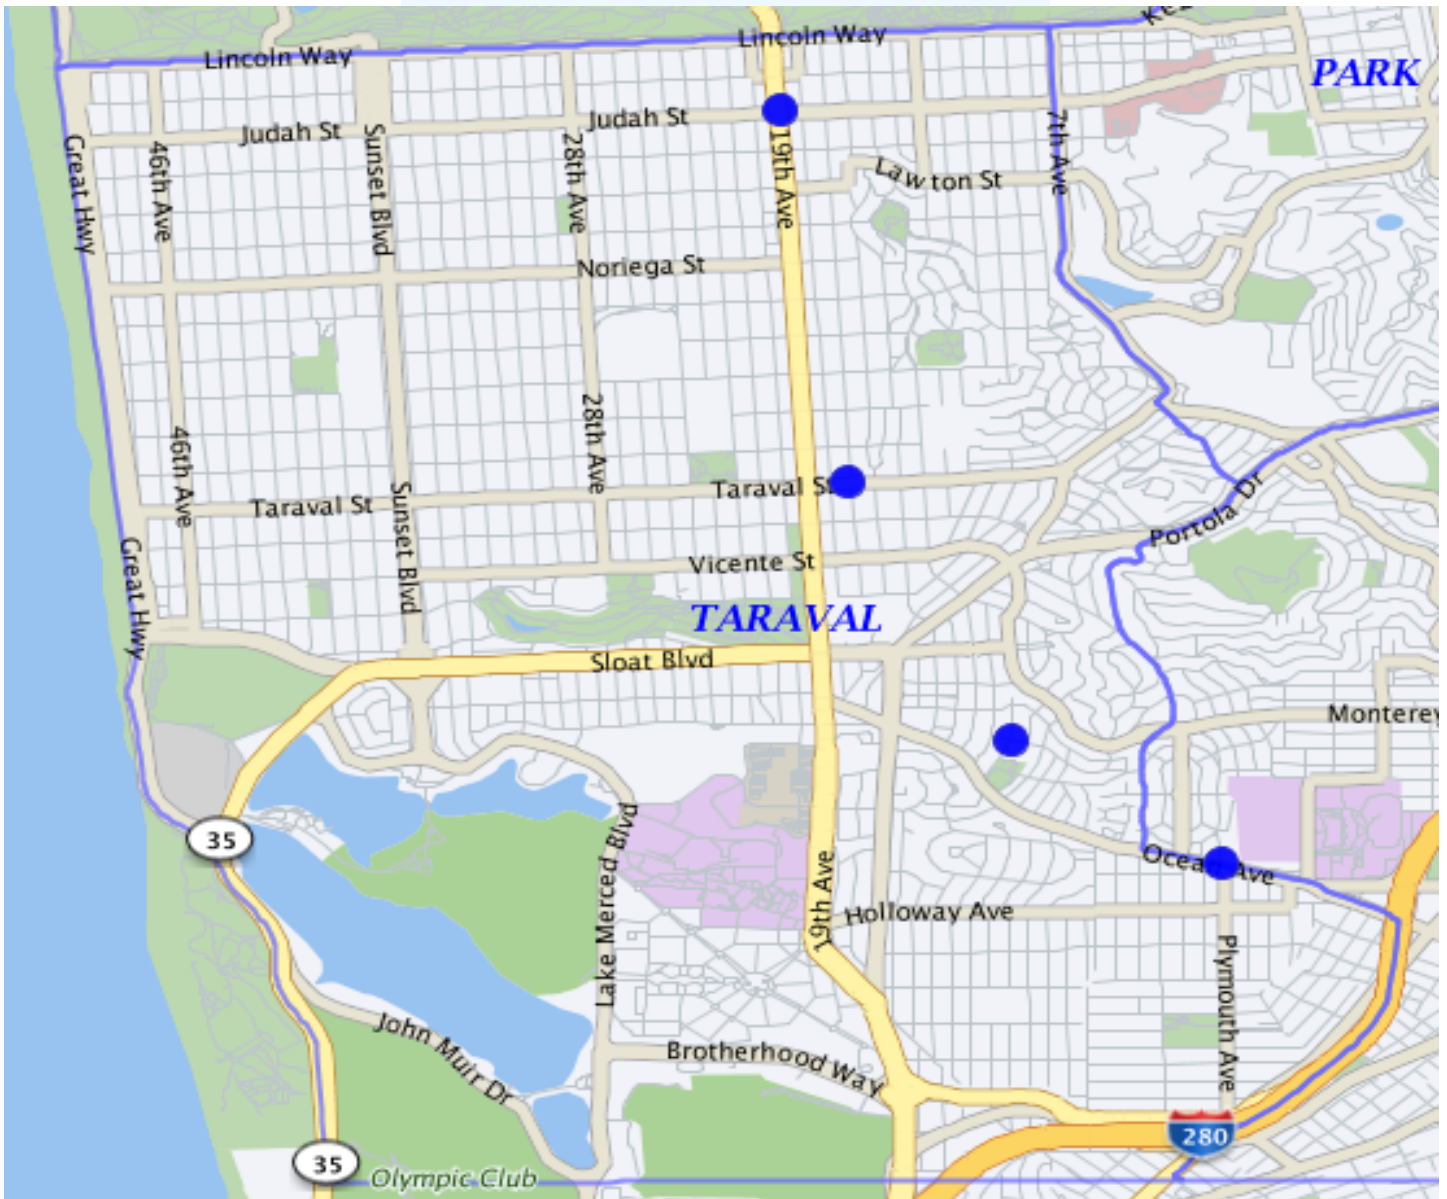 Lincoln Way
Lincoln Way
PARK
Judah St
Judah St
Great Hwy
46th Ave
Sunset Blvd
28th Ave
19th Ave
7th Ave
Lawton St
Noriega St
28th Ave
46th Ave
Taraval St
Sunset Blvd
Taraval St
Portola Dr
Great Hwy
Vicente St
TARAVAL
Sloat Blvd
Monterey
35
Lake Merced Blvd
19th Ave
Ocean Ave
Holloway Ave
Plymouth Ave
John Muir Dr
Brotherhood Way
280
35
Olympic Club